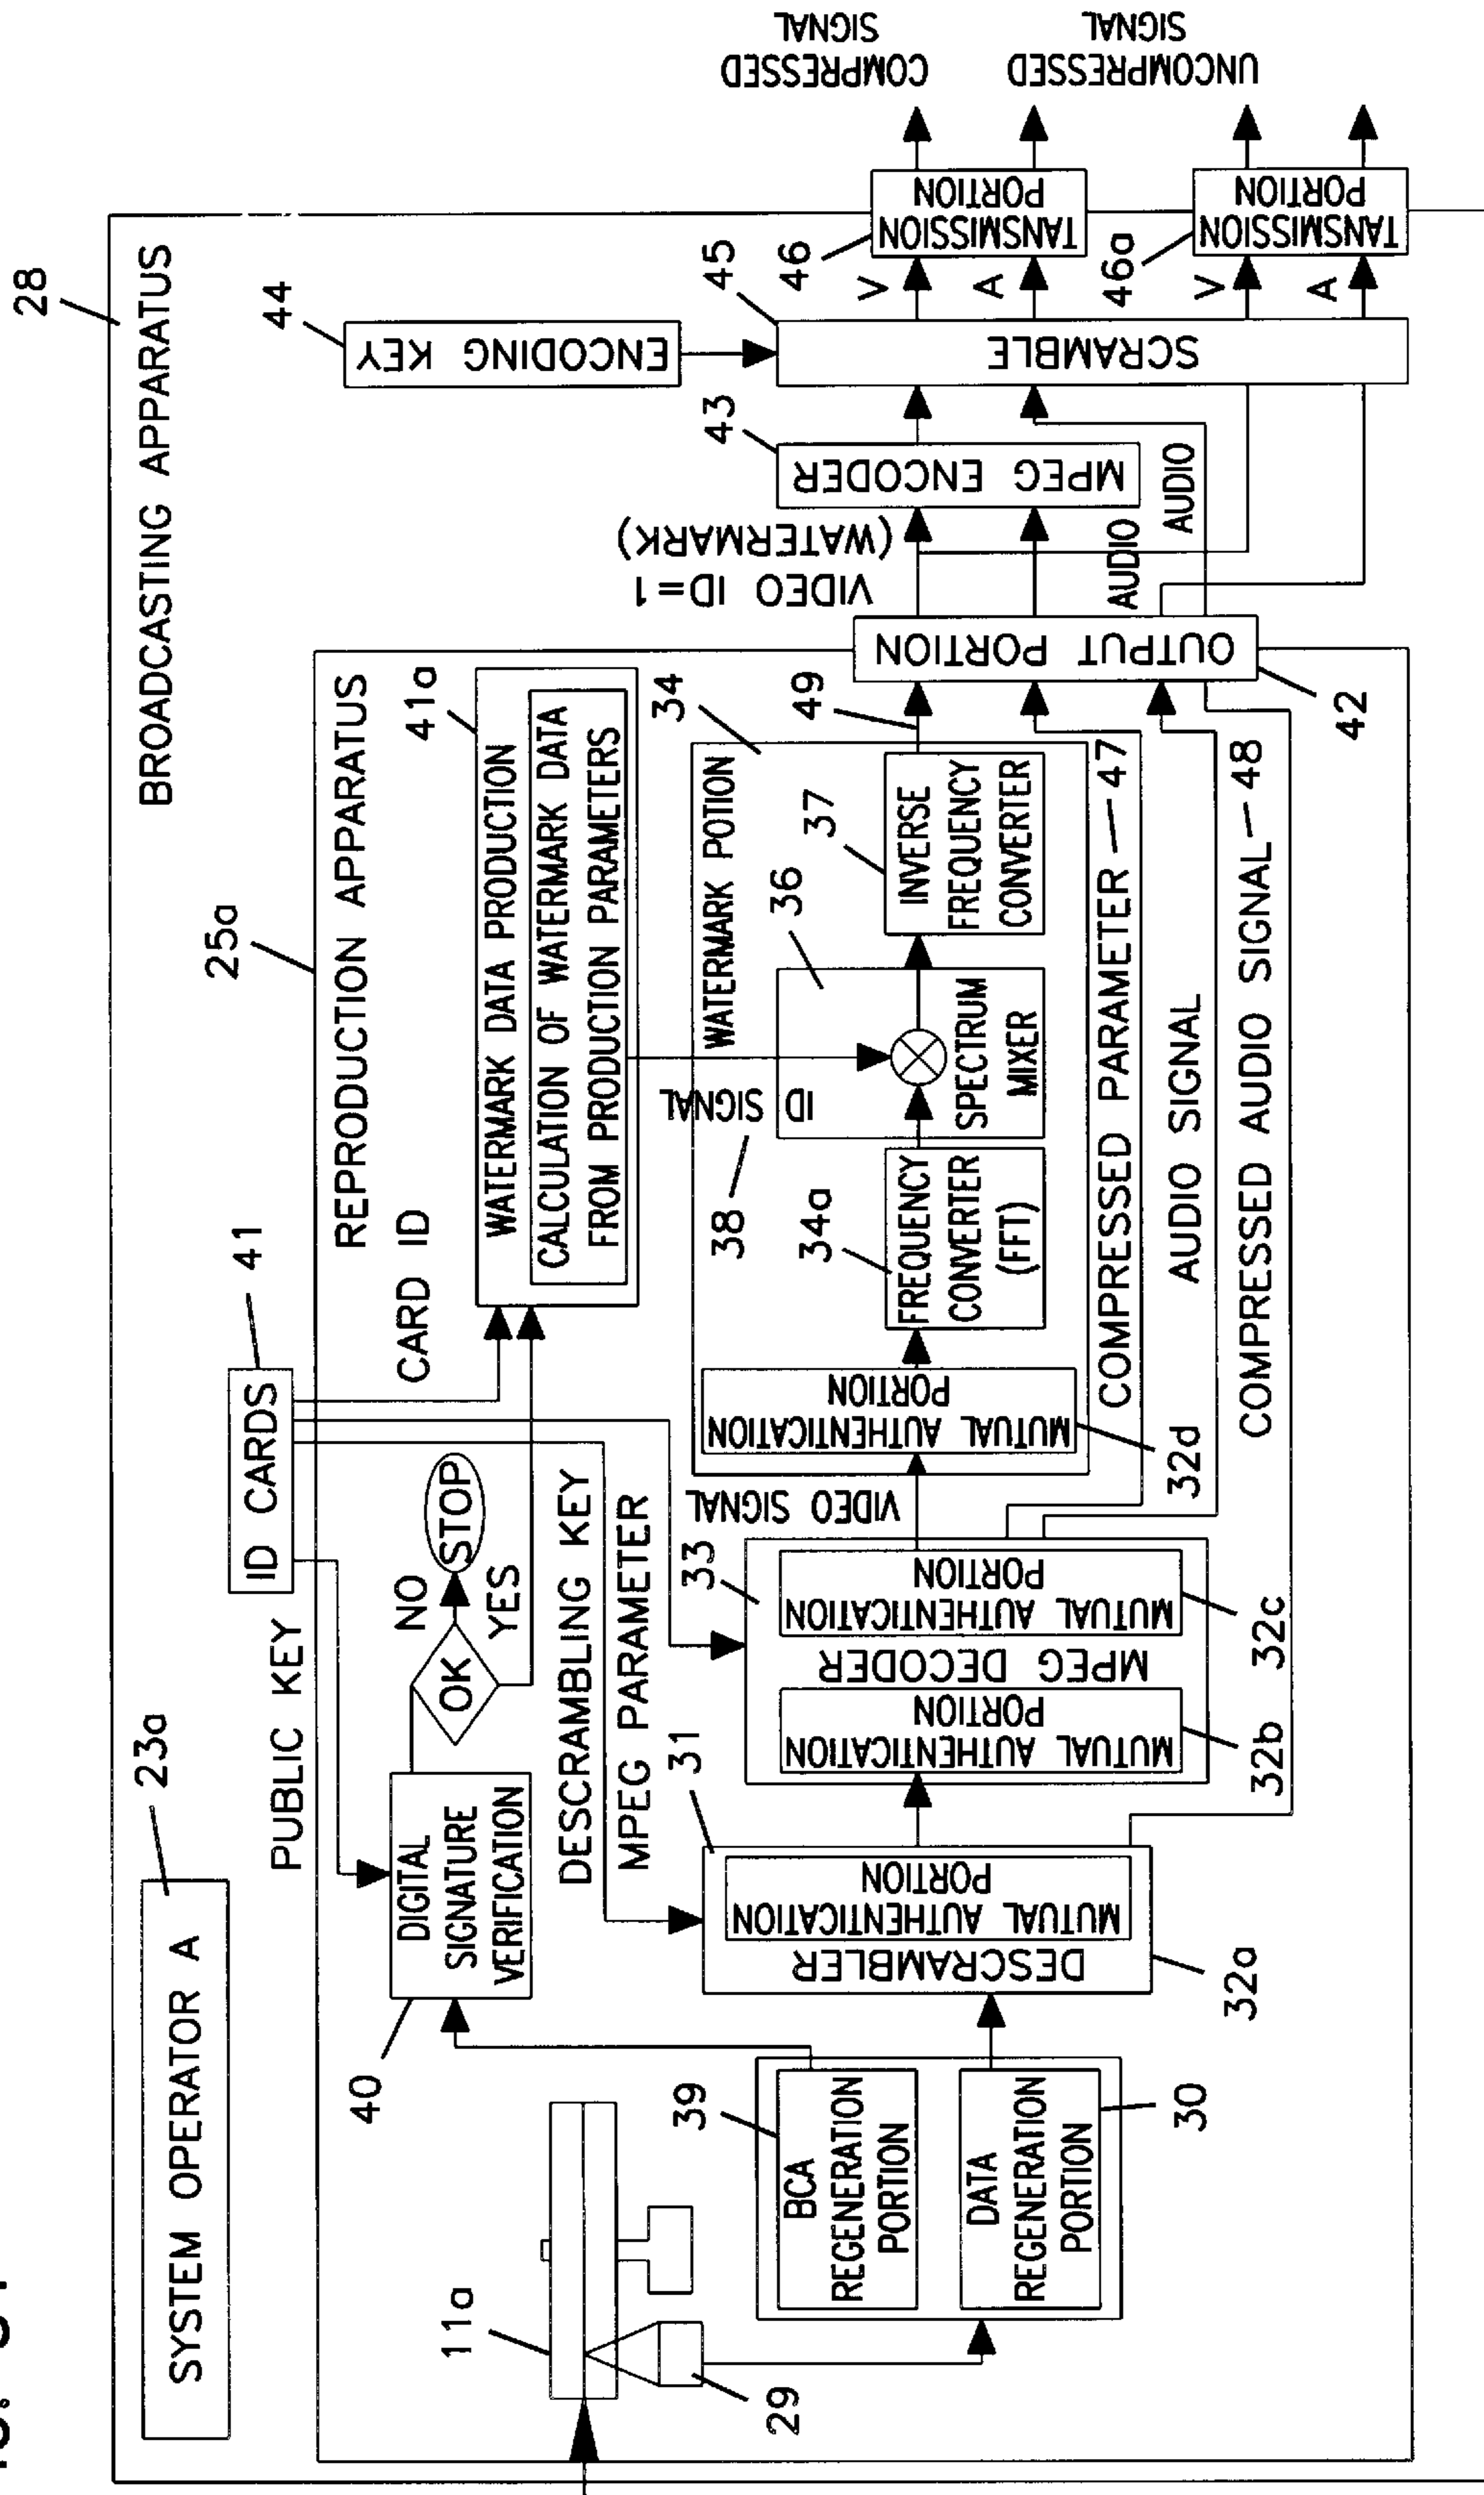 28
BROADCASTING APPARATUS
SYSTEM OPERATOR A
23a
PUBLIC KEY
ID CARDS
41
CARD ID
25a
REPRODUCTION APPARATUS
44
ENCODING KEY
11a
29
40
DIGITAL
SIGNATURE
VERIFICATION
OK
NO
STOP
YES
DESCRAMBLING KEY
MPEG PARAMETER
41a
WATERMARK DATA PRODUCTION
CALCULATION OF WATERMARK DATA
FROM PRODUCTION PARAMETERS
39
BCA
REGENERATION
PORTION
DATA
REGENERATION
PORTION
30
31
DESCRAMBLER
MUTUAL AUTHENTICATION
PORTION
32a
33
MUTUAL AUTHENTICATION
PORTION
MPEG DECODER
MUTUAL AUTHENTICATION
PORTION
32b
32c
VIDEO SIGNAL
34
WATERMARK POTION
MUTUAL AUTHENTICATION
PORTION
32d
38
ID SIGNAL
34a
FREQUENCY
CONVERTER
(FFT)
36
SPECTRUM
MIXER
37
INVERSE
FREQUENCY
CONVERTER
49
COMPRESSED PARAMETER
47
AUDIO SIGNAL
COMPRESSED AUDIO SIGNAL
48
OUTPUT PORTION
42
VIDEO ID=1
(WATERMARK)
AUDIO
AUDIO
43
MPEG ENCODER
45
SCRAMBLE
V
A
V
A
46
TANSMISSION
PORTION
46a
TANSMISSION
PORTION
COMPRESSED
SIGNAL
UNCOMPRESSED
SIGNAL